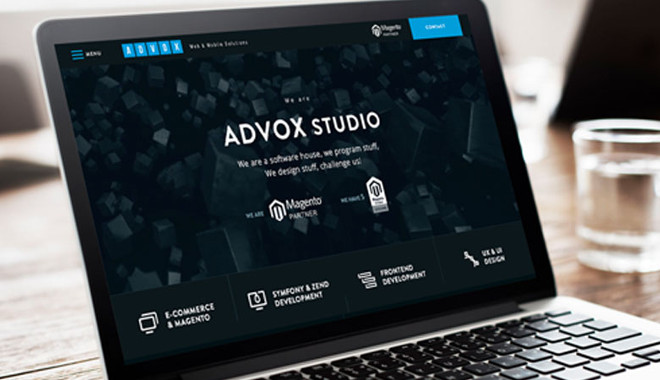 MENU
ADVOX
Web & Mobile Solutions
Magento
PARTNER
CONTACT
We are
ADVOX STUDIO
We are a software house, we program stuff,
We design stuff, challenge us!
WE ARE
Magento
PARTNER
WE HAVE 5
E-COMMERCE
& MAGENTO
SYMFONY & ZEND
DEVELOPMENT
FRONTEND
DEVELOPMENT
UX & UI
DESIGN